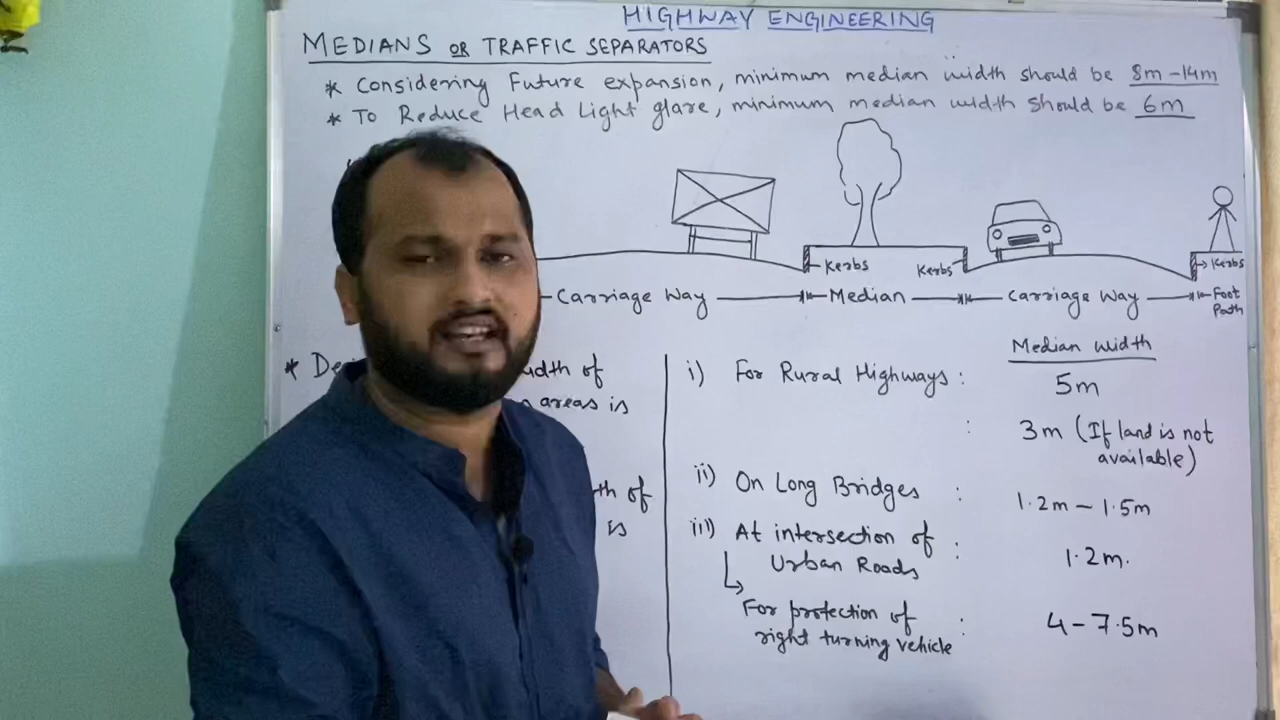 HIGHWAY ENGINEERING
MEDIANS OR TRAFFIC SEPARATORS
* Considering Future expansion, minimum median width should be 8m-14m
* To Reduce Head Light glare, minimum median width should be 6m
Kerbs
Kerbs
Kerbs
Carriage Way
Median
Carriage Way
Foot
Path
*
of
areas is
of
is
Median width
i) For Rural Highways : 5m
: 3m (If land is not
available)
ii) On Long Bridges : 1.2m - 1.5m
iii) At intersection of
Urban Roads : 1.2m.
For protection of
right turning vehicle : 4-7.5m